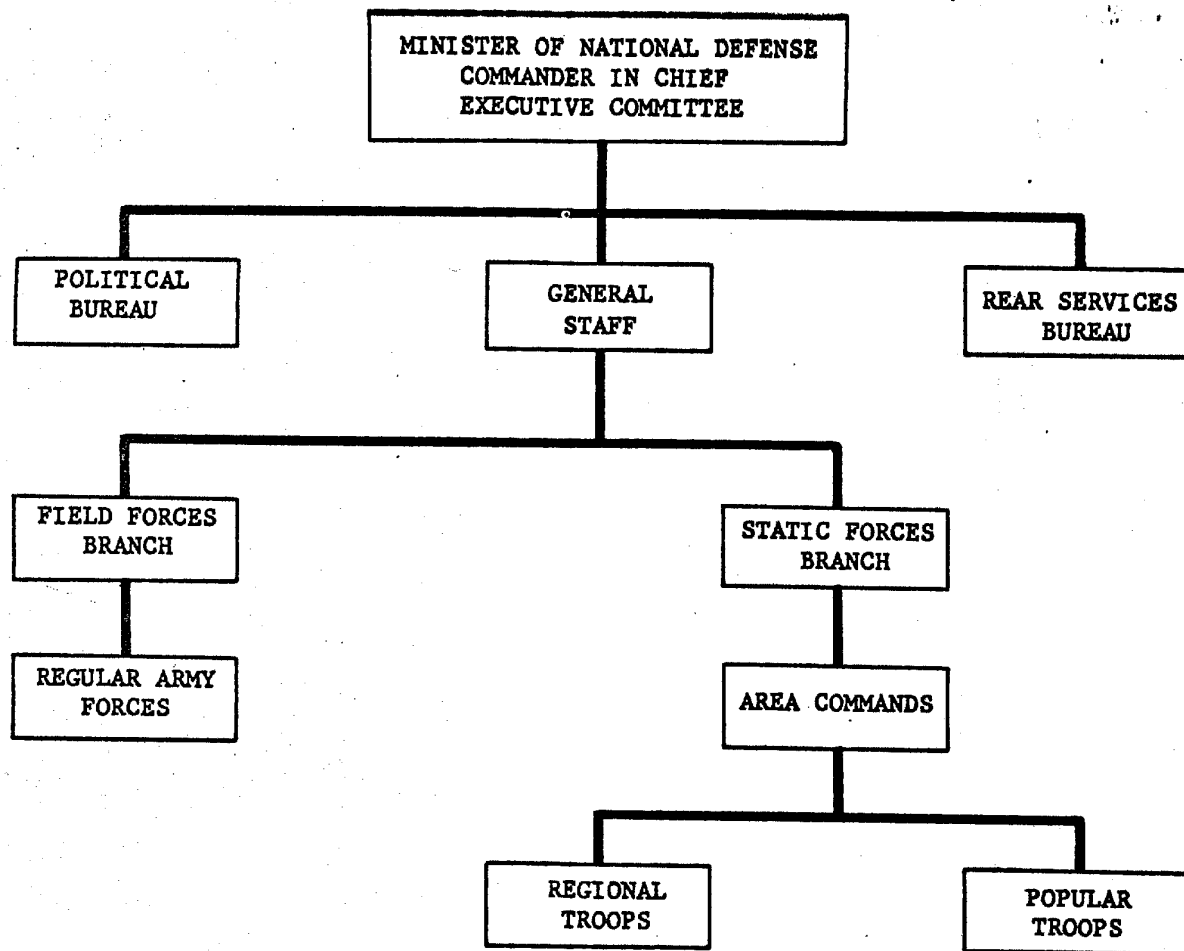 MINISTER OF NATIONAL DEFENSE
COMMANDER IN CHIEF
EXECUTIVE COMMITTEE
POLITICAL
BUREAU
GENERAL
STAFF
REAR SERVICES
BUREAU
FIELD FORCES
BRANCH
STATIC FORCES
BRANCH
REGULAR ARMY
FORCES
AREA COMMANDS
REGIONAL
TROOPS
POPULAR
TROOPS